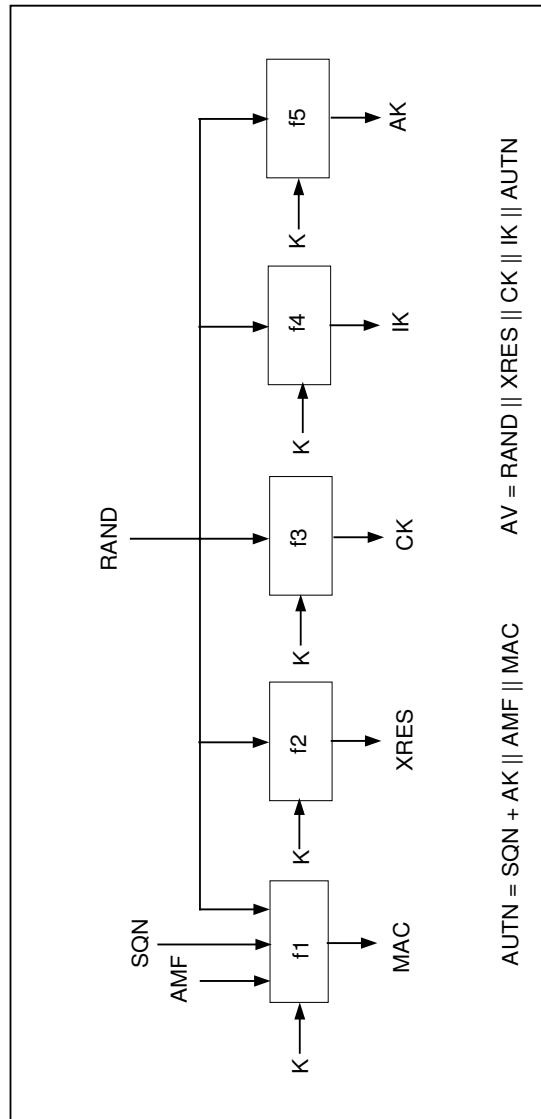 RAND
SQN
AMF
K
f1
K
f2
K
f3
K
f4
K
f5
MAC
XRES
CK
IK
AK
AUTN = SQN + AK || AMF || MAC
AV = RAND || XRES || CK || IK || AUTN